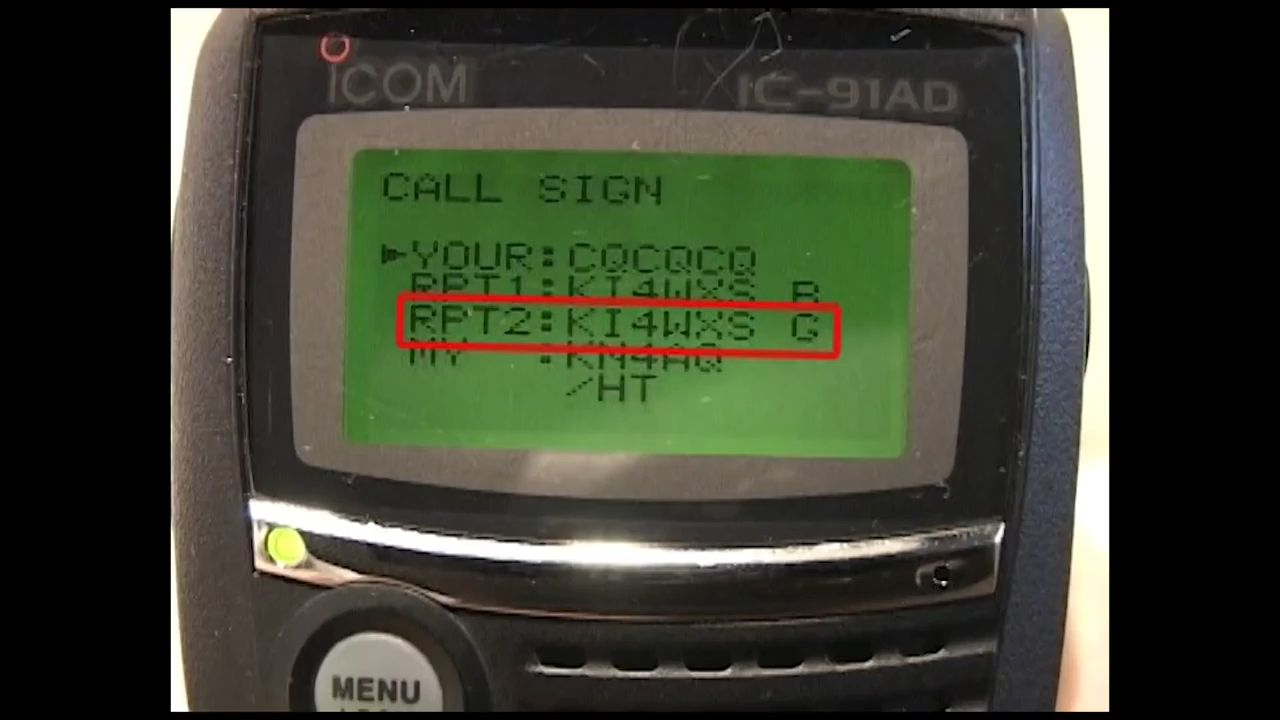 ICOM IC-91AD
CALL SIGN
YOUR:CQCQCQ
RPT1:KI4WXS B
RPT2:KI4WXS G
MY :KN4AQ
/HT
MENU